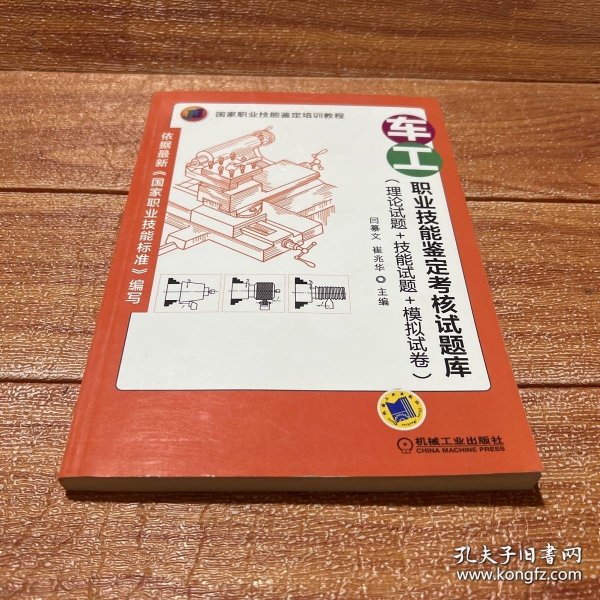 国家职业技能鉴定培训教程
车工
职业技能鉴定考核试题库
(理论试题+技能试题+模拟试卷)
闫纂文 崔兆华 ◎ 主编
依据最新《国家职业技能标准》编写
机械工业出版社
CHINA MACHINE PRESS
孔夫子旧书网
www.kongfz.com